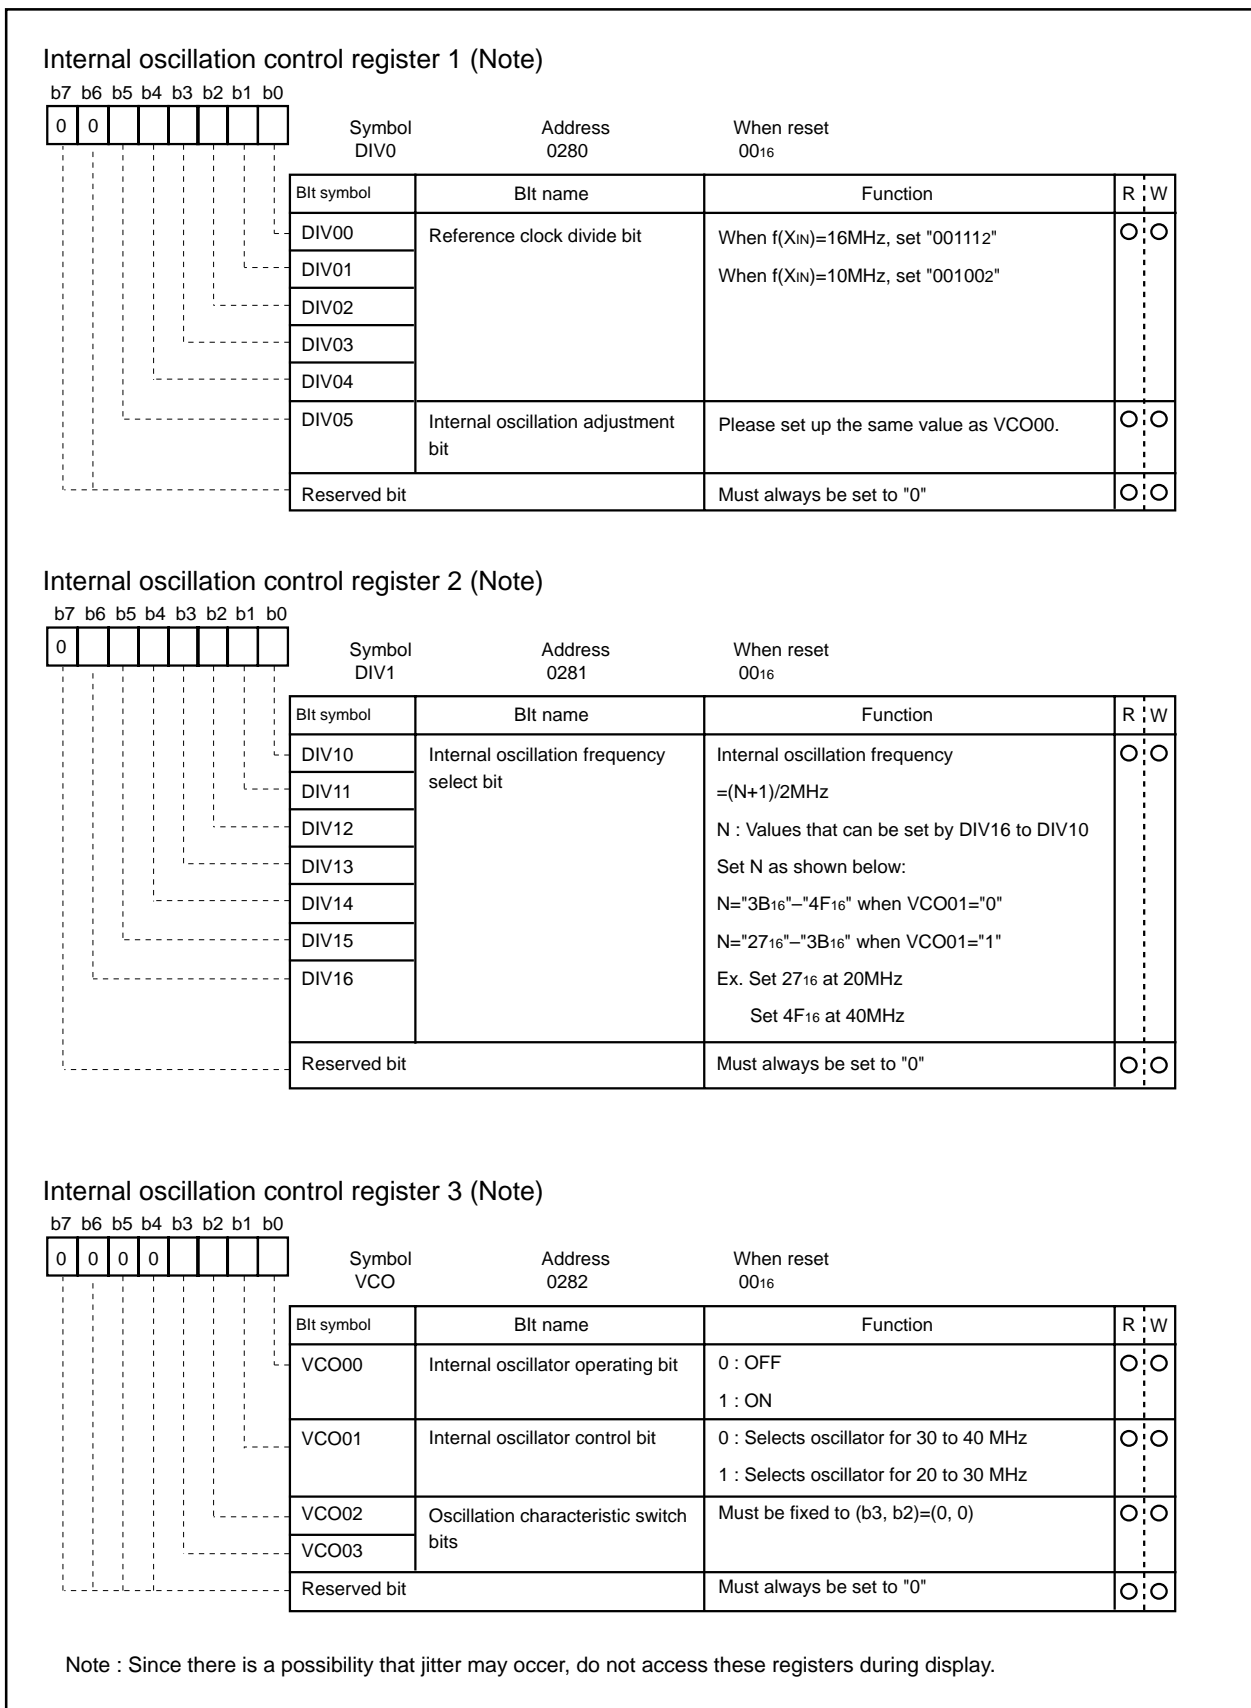 Internal oscillation control register 1 (Note)
b7 b6 b5 b4 b3 b2 b1 b0
0 0
Symbol Address When reset
DIV0 0280 0016
BIt symbol BIt name Function R W
DIV00 Reference clock divide bit When f(XIN)=16MHz, set "001112"
DIV01 When f(XIN)=10MHz, set "001002"
DIV02
DIV03
DIV04
DIV05 Internal oscillation adjustment Please set up the same value as VCO00.
bit
Reserved bit Must always be set to "0"
Internal oscillation control register 2 (Note)
b7 b6 b5 b4 b3 b2 b1 b0
0
Symbol Address When reset
DIV1 0281 0016
BIt symbol BIt name Function R W
DIV10 Internal oscillation frequency Internal oscillation frequency
select bit
DIV11 =(N+1)/2MHz
DIV12 N : Values that can be set by DIV16 to DIV10
DIV13 Set N as shown below:
DIV14 N="3B16"–"4F16" when VCO01="0"
DIV15 N="2716"–"3B16" when VCO01="1"
DIV16 Ex. Set 2716 at 20MHz
Set 4F16 at 40MHz
Reserved bit Must always be set to "0"
Internal oscillation control register 3 (Note)
b7 b6 b5 b4 b3 b2 b1 b0
0 0 0 0
Symbol Address When reset
VCO 0282 0016
BIt symbol BIt name Function R W
VCO00 Internal oscillator operating bit 0 : OFF
1 : ON
VCO01 Internal oscillator control bit 0 : Selects oscillator for 30 to 40 MHz
1 : Selects oscillator for 20 to 30 MHz
VCO02 Oscillation characteristic switch Must be fixed to (b3, b2)=(0, 0)
bits
VCO03
Reserved bit Must always be set to "0"
Note : Since there is a possibility that jitter may occer, do not access these registers during display.